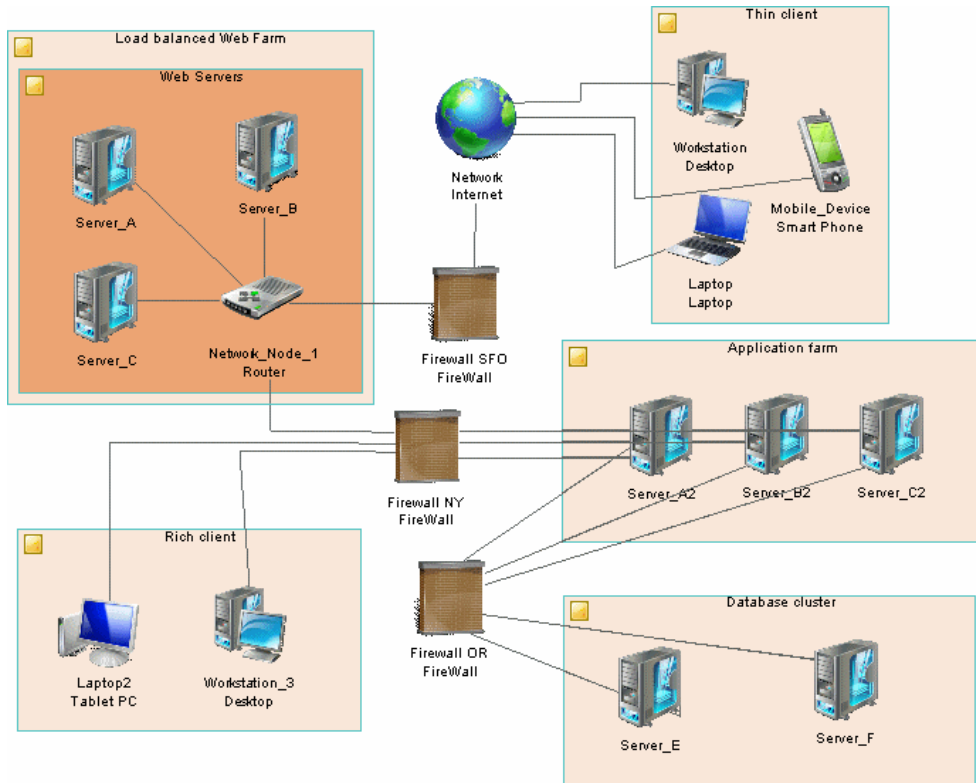 Load balanced Web Farm
Web Servers
Server_A
Server_B
Server_C
Network_Node_1
Router
Network
Internet
Thin client
Workstation
Desktop
Mobile_Device
Smart Phone
Laptop
Laptop
Firewall SFO
FireWall
Application farm
Server_A2
Server_B2
Server_C2
Firewall NY
FireWall
Rich client
Laptop2
Tablet PC
Workstation_3
Desktop
Firewall OR
FireWall
Database cluster
Server_E
Server_F